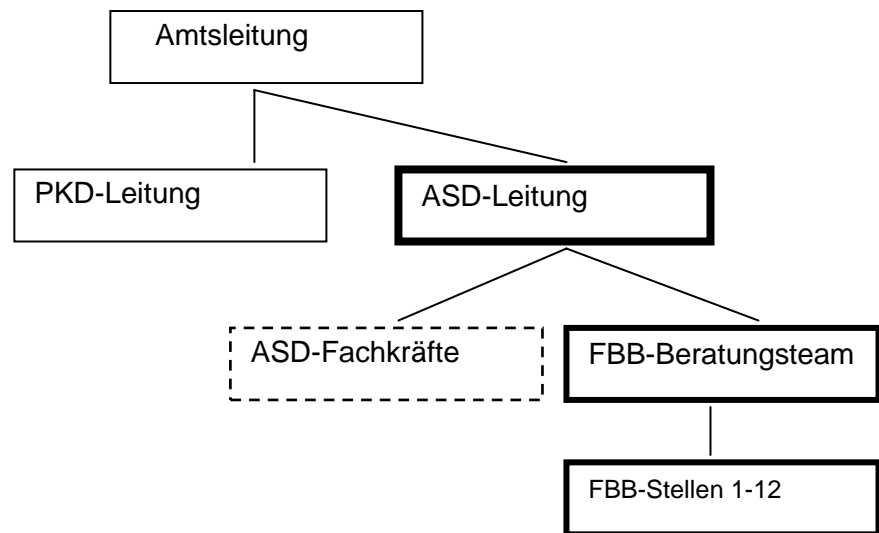 Amtsleitung
PKD-Leitung
ASD-Leitung
ASD-Fachkräfte
FBB-Beratungsteam
FBB-Stellen 1-12